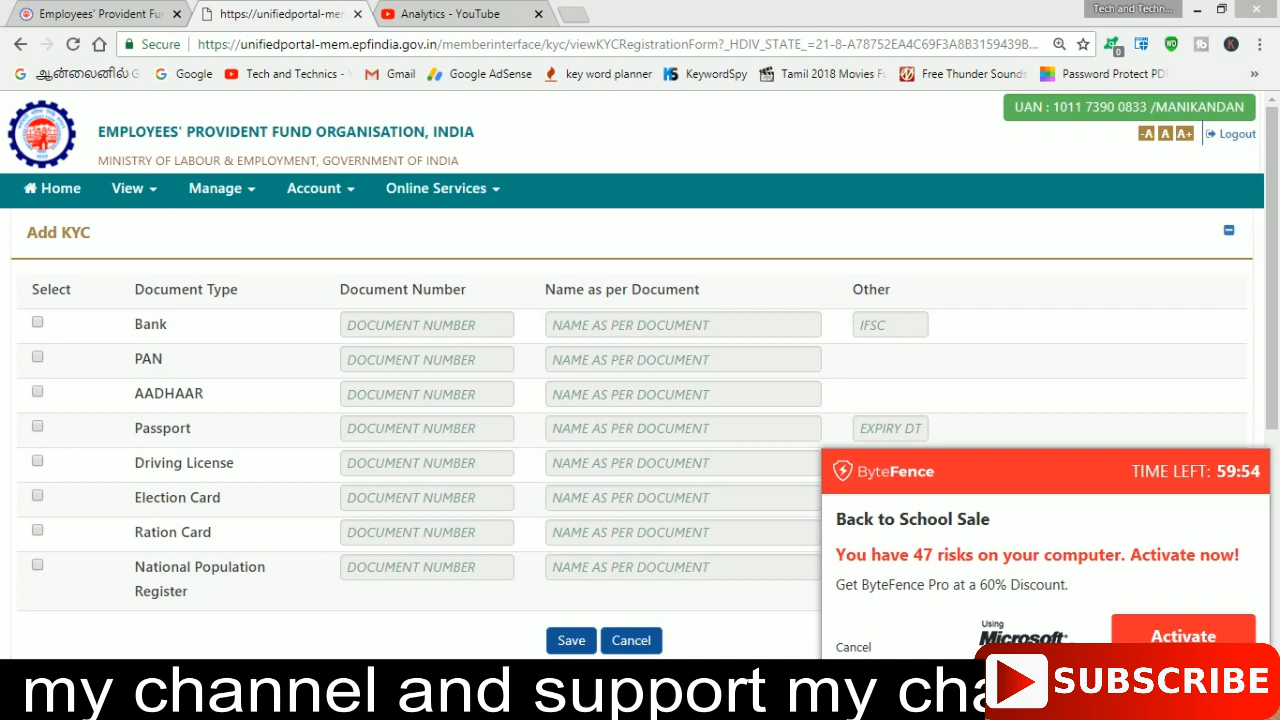 Employees' Provident Fur
https://unifiedportal-mem
Analytics - YouTube
Tech and Techn...
Secure https://unifiedportal-mem.epfindia.gov.in/memberinterface/kyc/viewKYCRegistrationForm?_HDIV_STATE_=21-8-A78752EA4C69F3A8B3159439B...
ஆன்லைனில் G Google Tech and Technics - Gmail Google AdSense key word planner KeywordSpy Tamil 2018 Movies Free Thunder Sounds Password Protect PD
UAN : 1011 7390 0833 /MANIKANDAN
EMPLOYEES' PROVIDENT FUND ORGANISATION, INDIA
-A A A+ Logout
MINISTRY OF LABOUR & EMPLOYMENT, GOVERNMENT OF INDIA
Home View Manage Account Online Services
Add KYC
Select Document Type Document Number Name as per Document Other
Bank DOCUMENT NUMBER NAME AS PER DOCUMENT IFSC
PAN DOCUMENT NUMBER NAME AS PER DOCUMENT
AADHAAR DOCUMENT NUMBER NAME AS PER DOCUMENT
Passport DOCUMENT NUMBER NAME AS PER DOCUMENT EXPIRY DT
Driving License DOCUMENT NUMBER NAME AS PER DOCUMENT
Election Card DOCUMENT NUMBER NAME AS PER DOCUMENT
Ration Card DOCUMENT NUMBER NAME AS PER DOCUMENT
National Population DOCUMENT NUMBER NAME AS PER DOCUMENT
Register
Save Cancel
ByteFence TIME LEFT: 59:54
Back to School Sale
You have 47 risks on your computer. Activate now!
Get ByteFence Pro at a 60% Discount.
Using
Microsoft
Cancel
Activate
my channel and support my cha
SUBSCRIBE